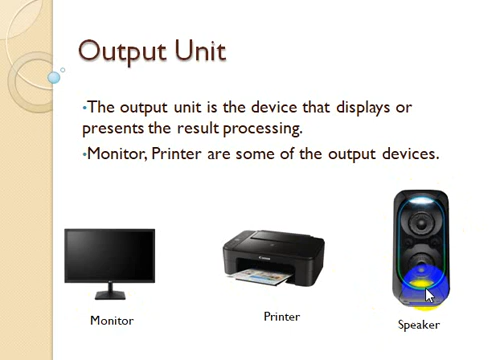 Output Unit
•The output unit is the device that displays or
presents the result processing.
•Monitor, Printer are some of the output devices.
Canon
Monitor
Printer
Speaker